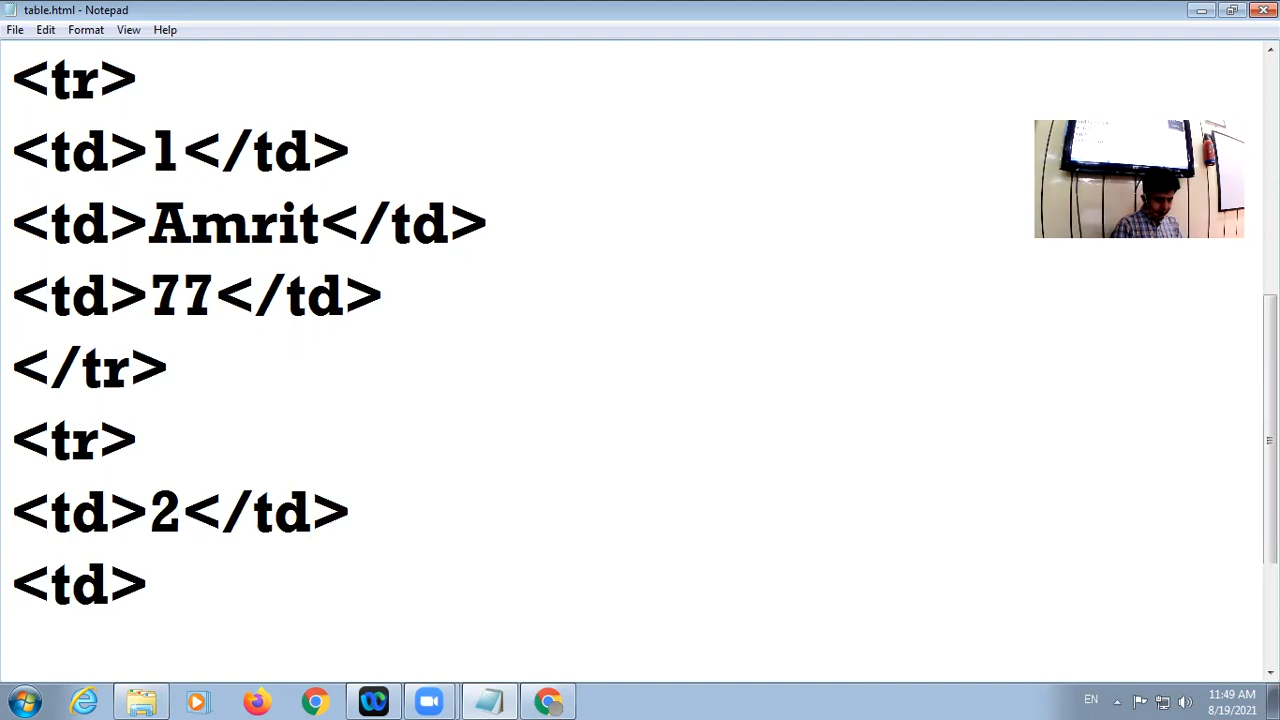 table.html - Notepad
File Edit Format View Help
<tr>
<td>1</td>
<td>Amrit</td>
<td>77</td>
</tr>
<tr>
<td>2</td>
<td>
EN
11:49 AM
8/19/2021